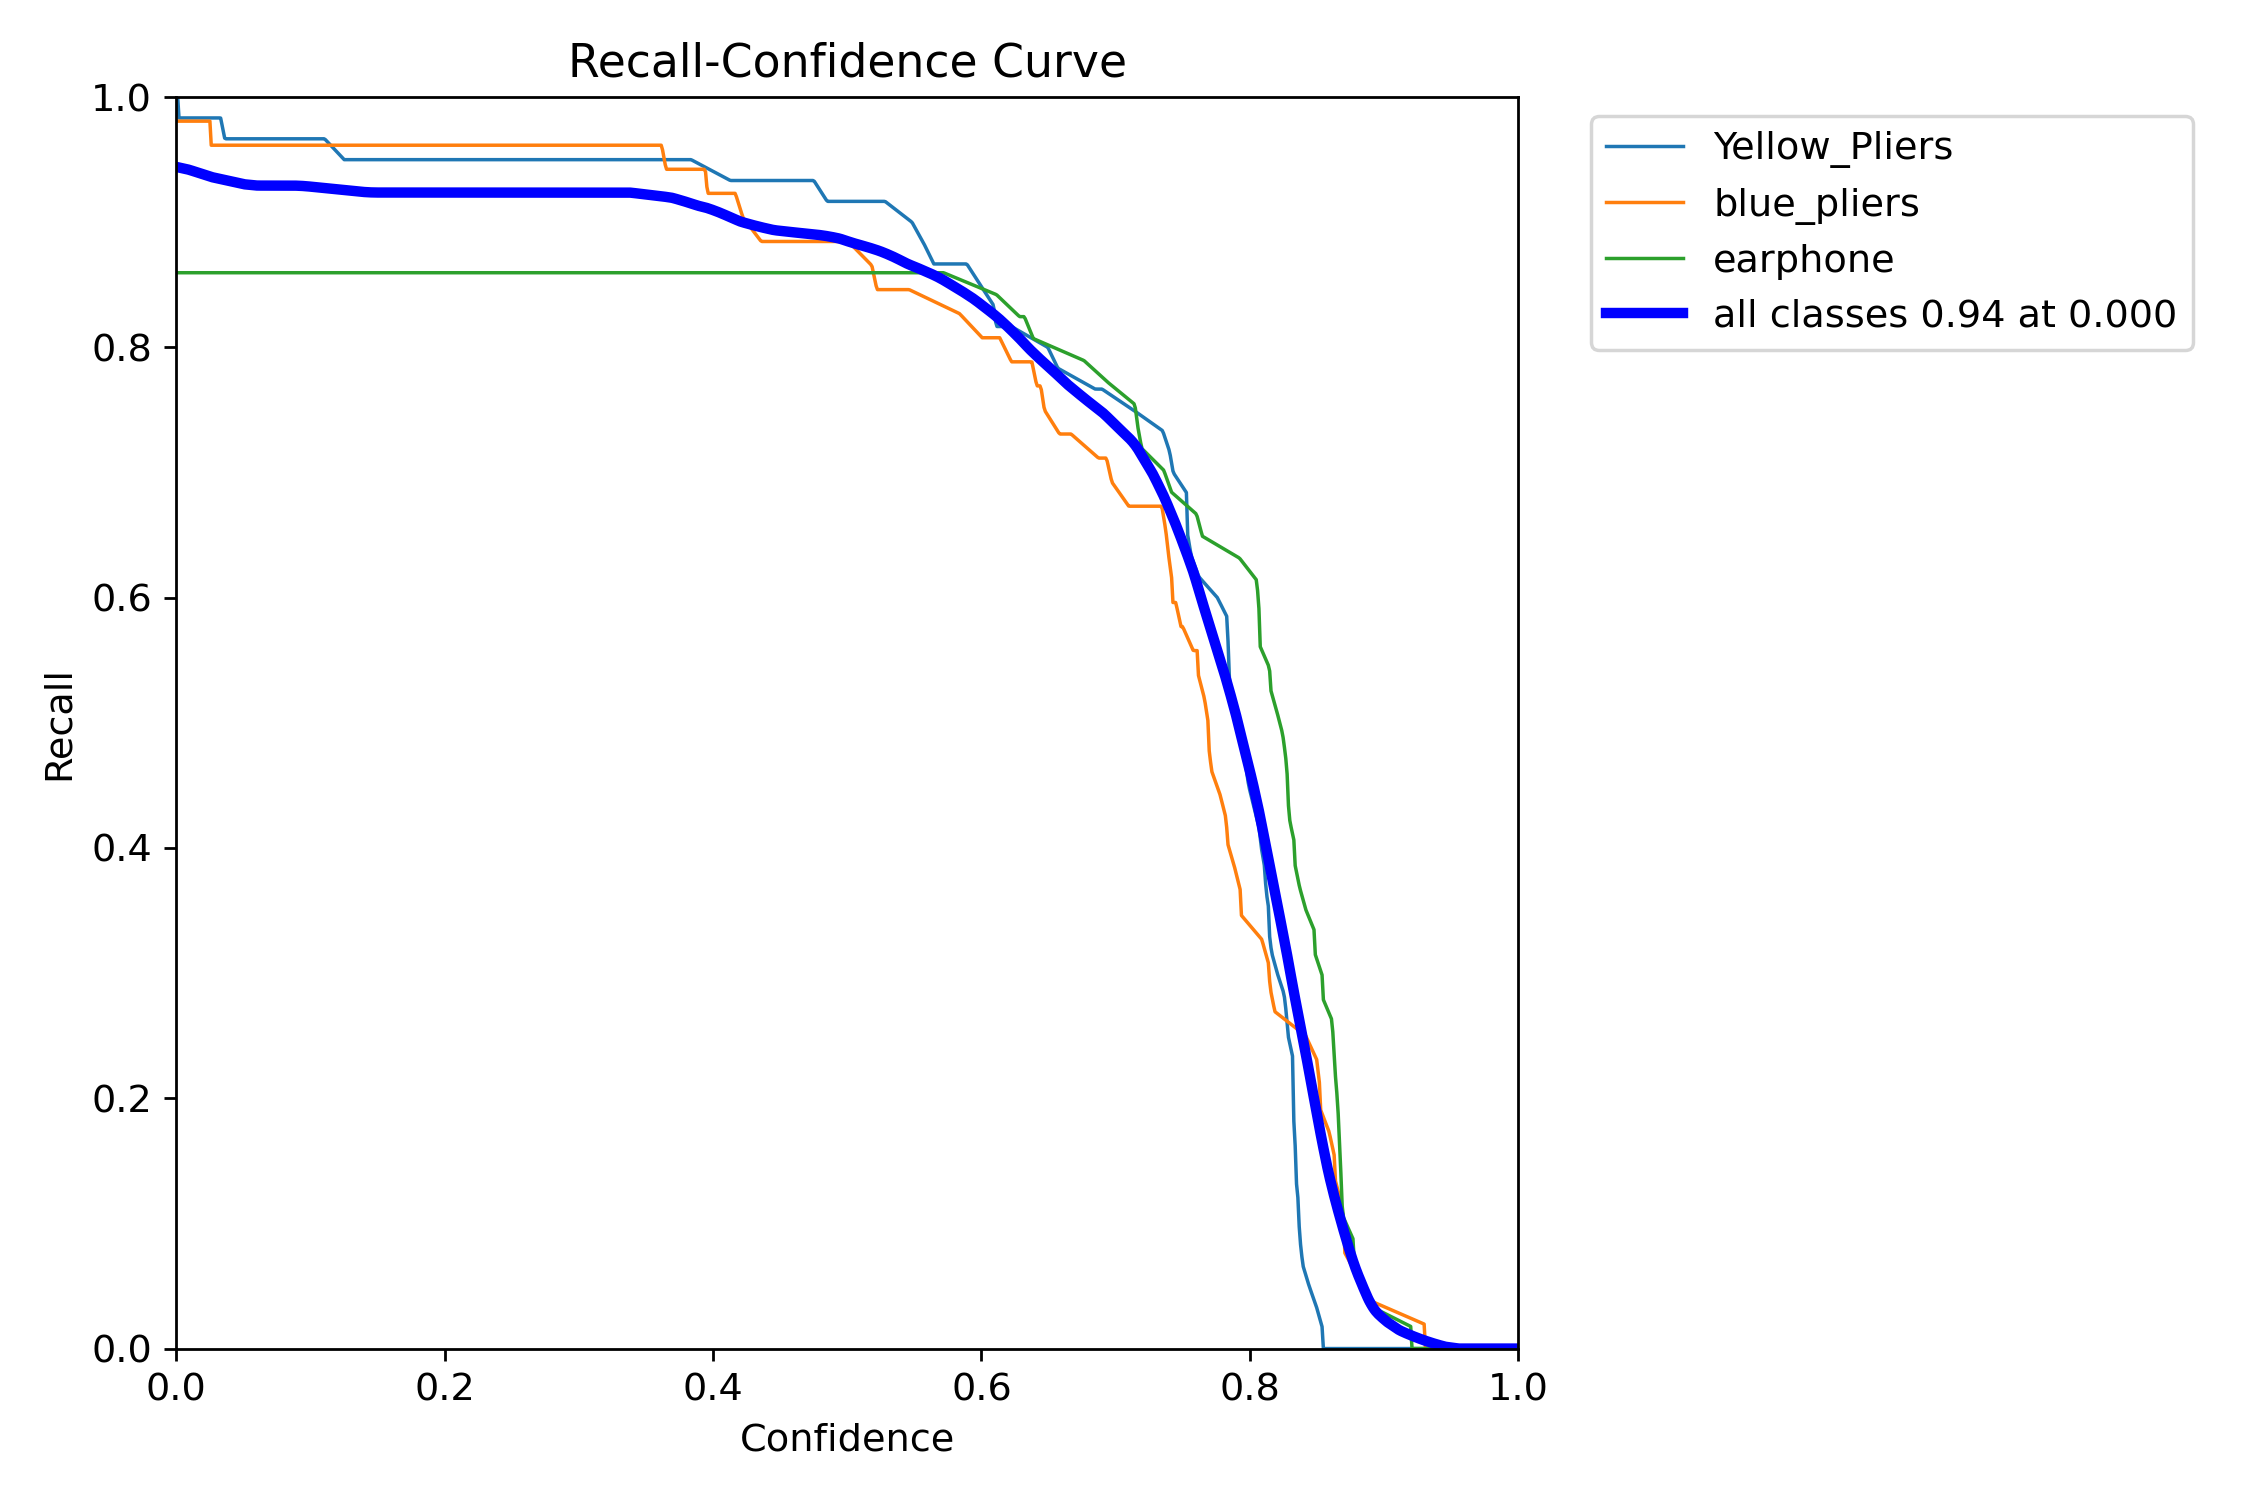 Recall-Confidence Curve
1.0
0.8
0.6
0.4
0.2
0.0
Recall
0.0 0.2 0.4 0.6 0.8 1.0
Confidence
Yellow_Pliers
blue_pliers
earphone
all classes 0.94 at 0.000